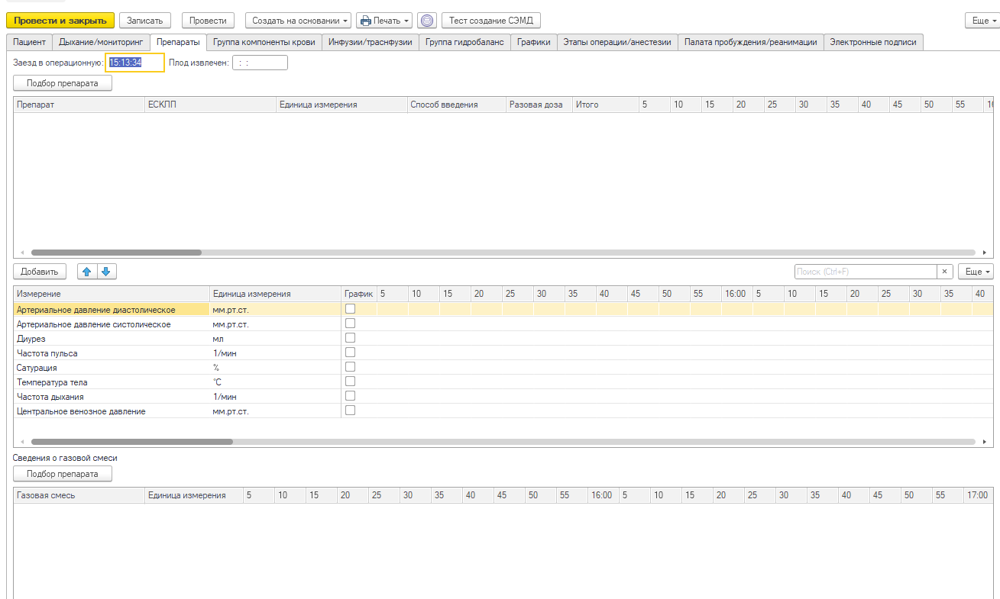 Провести и закрыть Записать Провести Создать на основании Печать Тест создание СЭМД Еще
Пациент Дыхание/мониторинг Препараты Группа компоненты крови Инфузии/траснфузии Группа гидробаланс Графики Этапы операции/анестезии Палата пробуждения/реанимации Электронные подписи
Заезд в операционную: 15:13:34 Плод извлечен: : :
Подбор препарата
Препарат ЕСКЛП Единица измерения Способ введения Разовая доза Итого 5 10 15 20 25 30 35 40 45 50 55
Добавить Поиск (Ctrl+F) × Еще
Измерение Единица измерения График 5 10 15 20 25 30 35 40 45 50 55 16:00 5 10 15 20 25 30 35 40
Артериальное давление диастолическое мм.рт.ст.
Артериальное давление систолическое мм.рт.ст.
Диурез мл
Частота пульса 1/мин
Сатурация %
Температура тела °C
Частота дыхания 1/мин
Центральное венозное давление мм.рт.ст.
Сведения о газовой смеси
Подбор препарата
Газовая смесь Единица измерения 5 10 15 20 25 30 35 40 45 50 55 16:00 5 10 15 20 25 30 35 40 45 50 55 17:00